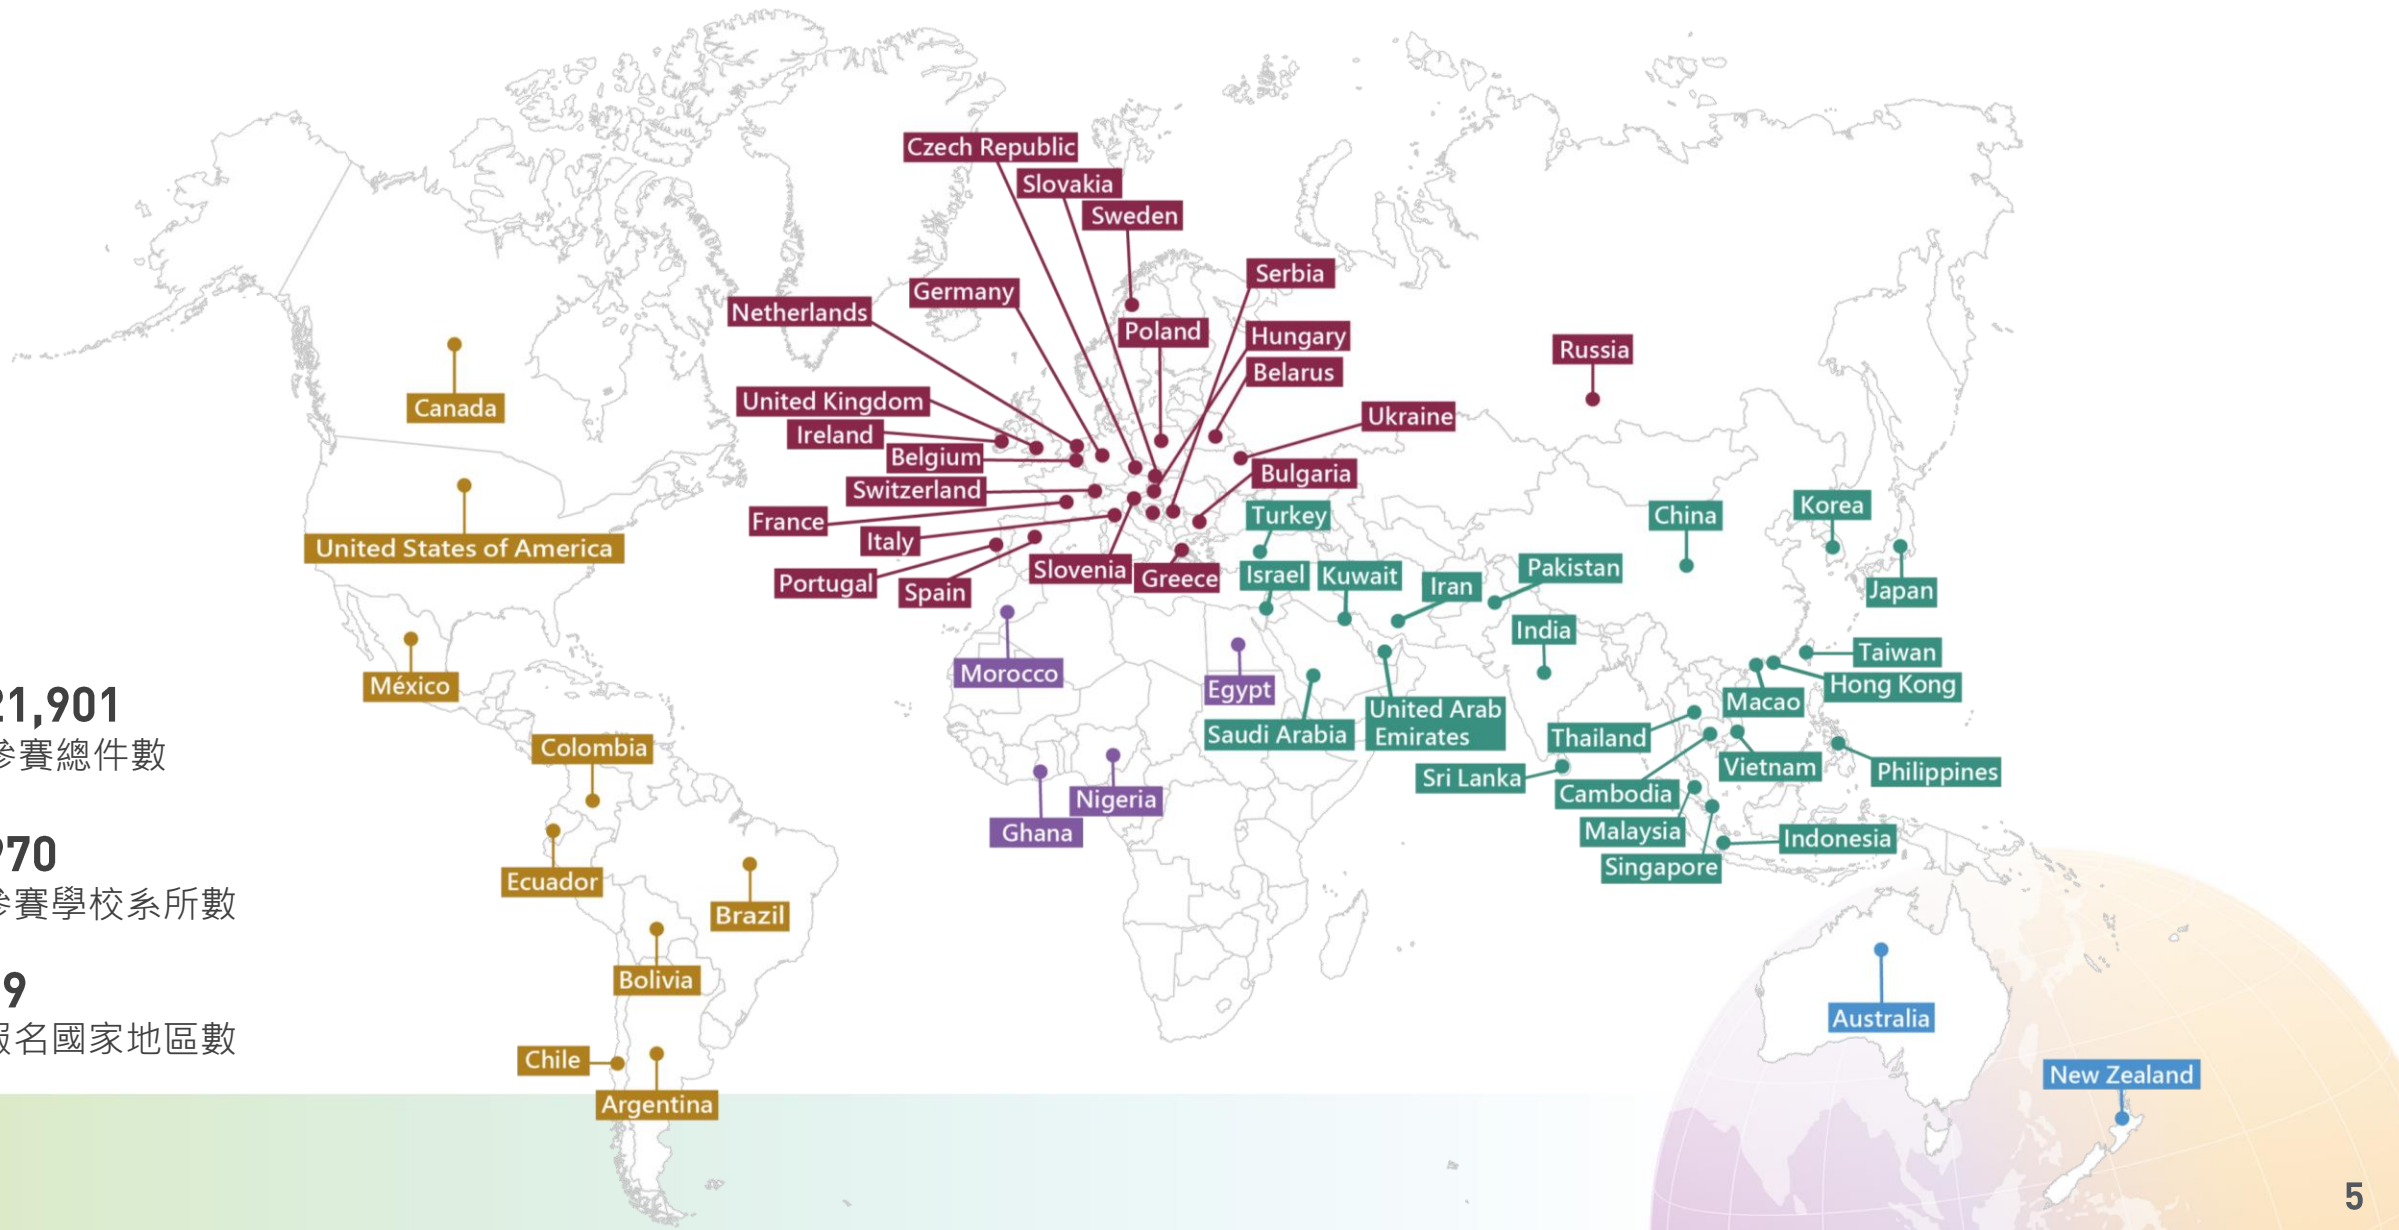 Czech Republic
Slovakia
Sweden
Serbia
Germany
Netherlands
Poland
Hungary
Russia
Belarus
Canada
United Kingdom
Ukraine
Ireland
Belgium
Bulgaria
Switzerland
France
Turkey
China
Korea
Italy
United States of America
Slovenia
Greece
Israel
Kuwait
Iran
Pakistan
Portugal
Spain
Japan
India
Morocco
Taiwan
México
Egypt
Hong Kong
Macao
21,901
參賽總件數
Colombia
Saudi Arabia
United Arab
Emirates
Thailand
Vietnam
Philippines
Sri Lanka
Cambodia
Nigeria
Ghana
Malaysia
Indonesia
Singapore
970
參賽學校系所數
Ecuador
Brazil
Bolivia
9
報名國家地區數
Australia
Chile
New Zealand
Argentina
5